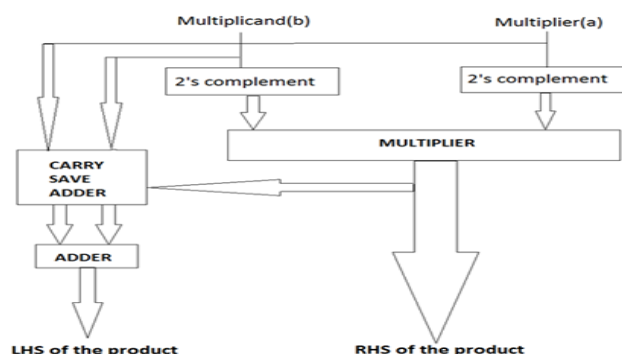 Multiplicand(b)
Multiplier(a)
2's complement
2's complement
MULTIPLIER
CARRY
SAVE
ADDER
ADDER
LHS of the product
RHS of the product